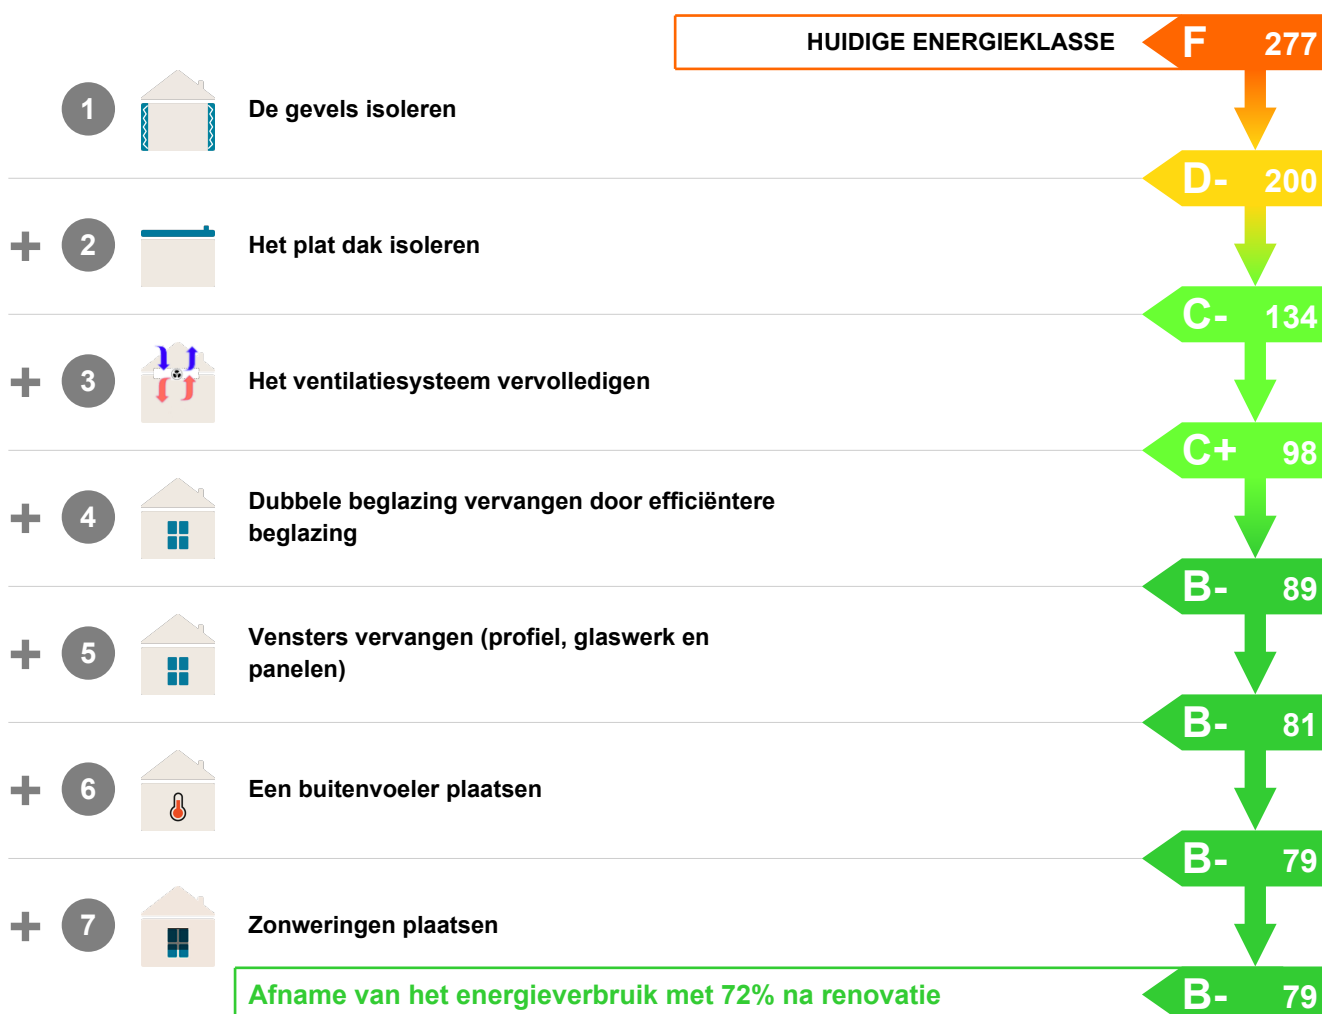 HUIDIGE ENERGIEKLASSE F 277
1 De gevels isoleren
D- 200
+ 2 Het plat dak isoleren
C- 134
+ 3 Het ventilatiesysteem vervolledigen
C+ 98
+ 4 Dubbele beglazing vervangen door efficiëntere
beglazing
B- 89
+ 5 Vensters vervangen (profiel, glaswerk en
panelen)
B- 81
+ 6 Een buitenvoeler plaatsen
B- 79
+ 7 Zonweringen plaatsen
Afname van het energieverbruik met 72% na renovatie B- 79